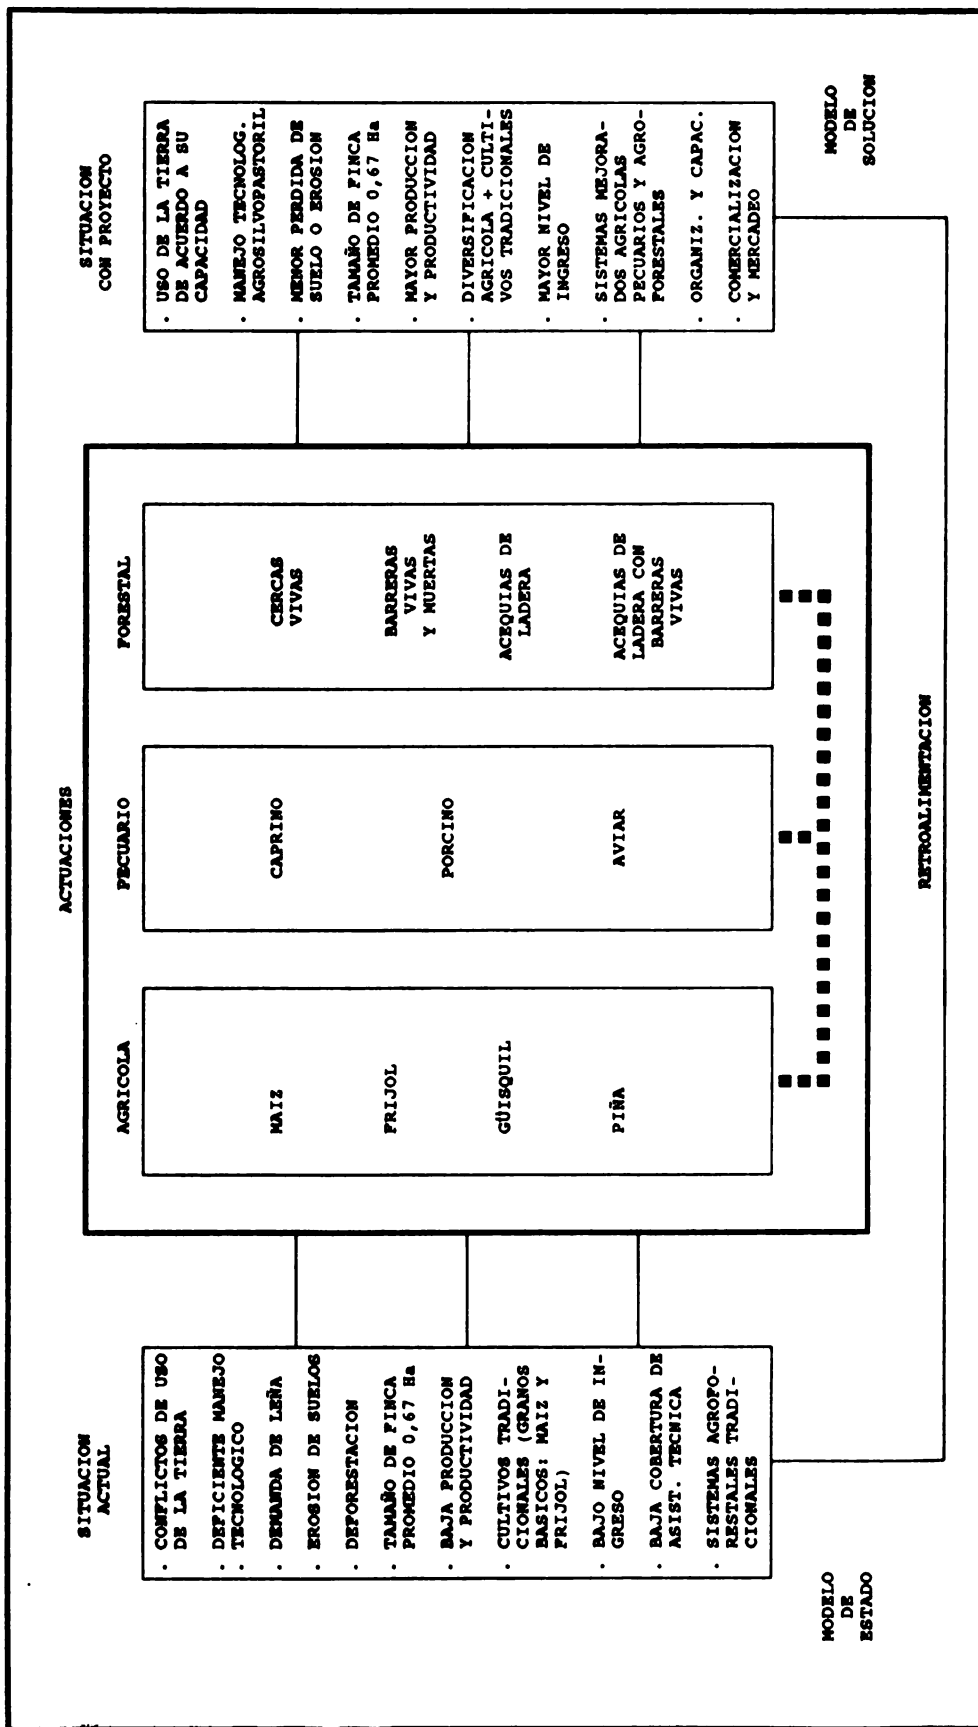 SITUACION
ACTUAL
. CONFLICTOS DE USO
DE LA TIERRA
. DEFICIENTE MANEJO
. TECNOLOGICO
. DEMANDA DE LEÑA
. EROSION DE SUELOS
. DEFORESTACION
. TAMAÑO DE FINCA
PROMEDIO 0,67 Ha
. BAJA PRODUCCION
Y PRODUCTIVIDAD
. CULTIVOS TRADI-
CIONALES (GRANOS
BASICOS: MAIZ Y
FRIJOL)
. BAJO NIVEL DE IN-
GRESO
. BAJA COBERTURA DE
ASIST. TECNICA
. SISTEMAS AGROFO-
RESTALES TRADI-
CIONALES
MODELO
DE
ESTADO
ACTUACIONES
AGRICOLA
MAIZ
FRIJOL
GÜISQUIL
PIÑA
PECUARIO
CAPRINO
PORCINO
AVIAR
FORESTAL
CERCAS
VIVAS
BARRERAS
VIVAS
Y MUERTAS
ACEQUIAS DE
LADERA
ACEQUIAS DE
LADERA CON
BARRERAS
VIVAS
SITUACION
CON PROYECTO
. USO DE LA TIERRA
DE ACUERDO A SU
CAPACIDAD
. MANEJO TECNOLOG.
AGROSILVOPASTORIL
. MENOR PERDIDA DE
SUELO O EROSION
. TAMAÑO DE FINCA
PROMEDIO 0,67 Ha
. MAYOR PRODUCCION
Y PRODUCTIVIDAD
. DIVERSIFICACION
AGRICOLA + CULTI-
VOS TRADICIONALES
. MAYOR NIVEL DE
INGRESO
. SISTEMAS MEJORA-
DOS AGRICOLAS
PECUARIOS Y AGRO-
FORESTALES
. ORGANIZ. Y CAPAC.
. COMERCIALIZACION
Y MERCADEO
MODELO
DE
SOLUCION
RETROALIMENTACION